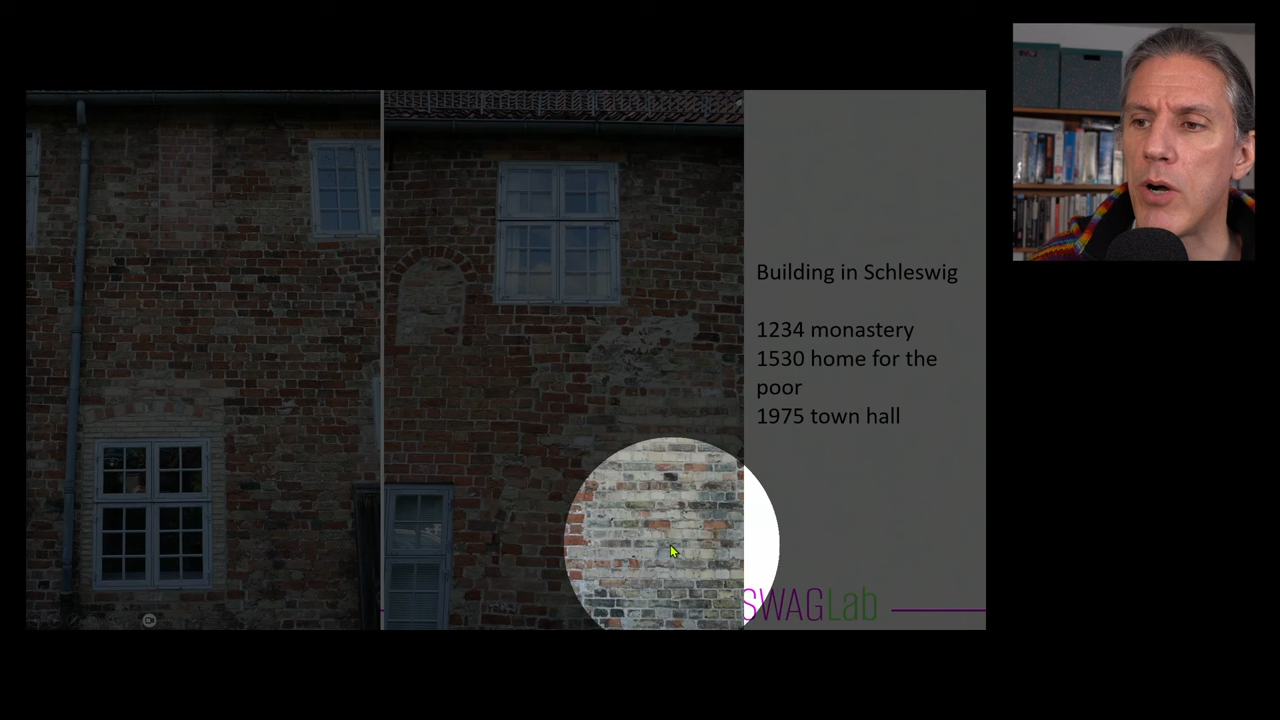 Building in Schleswig
1234 monastery
1530 home for the
poor
1975 town hall
SWAGLab